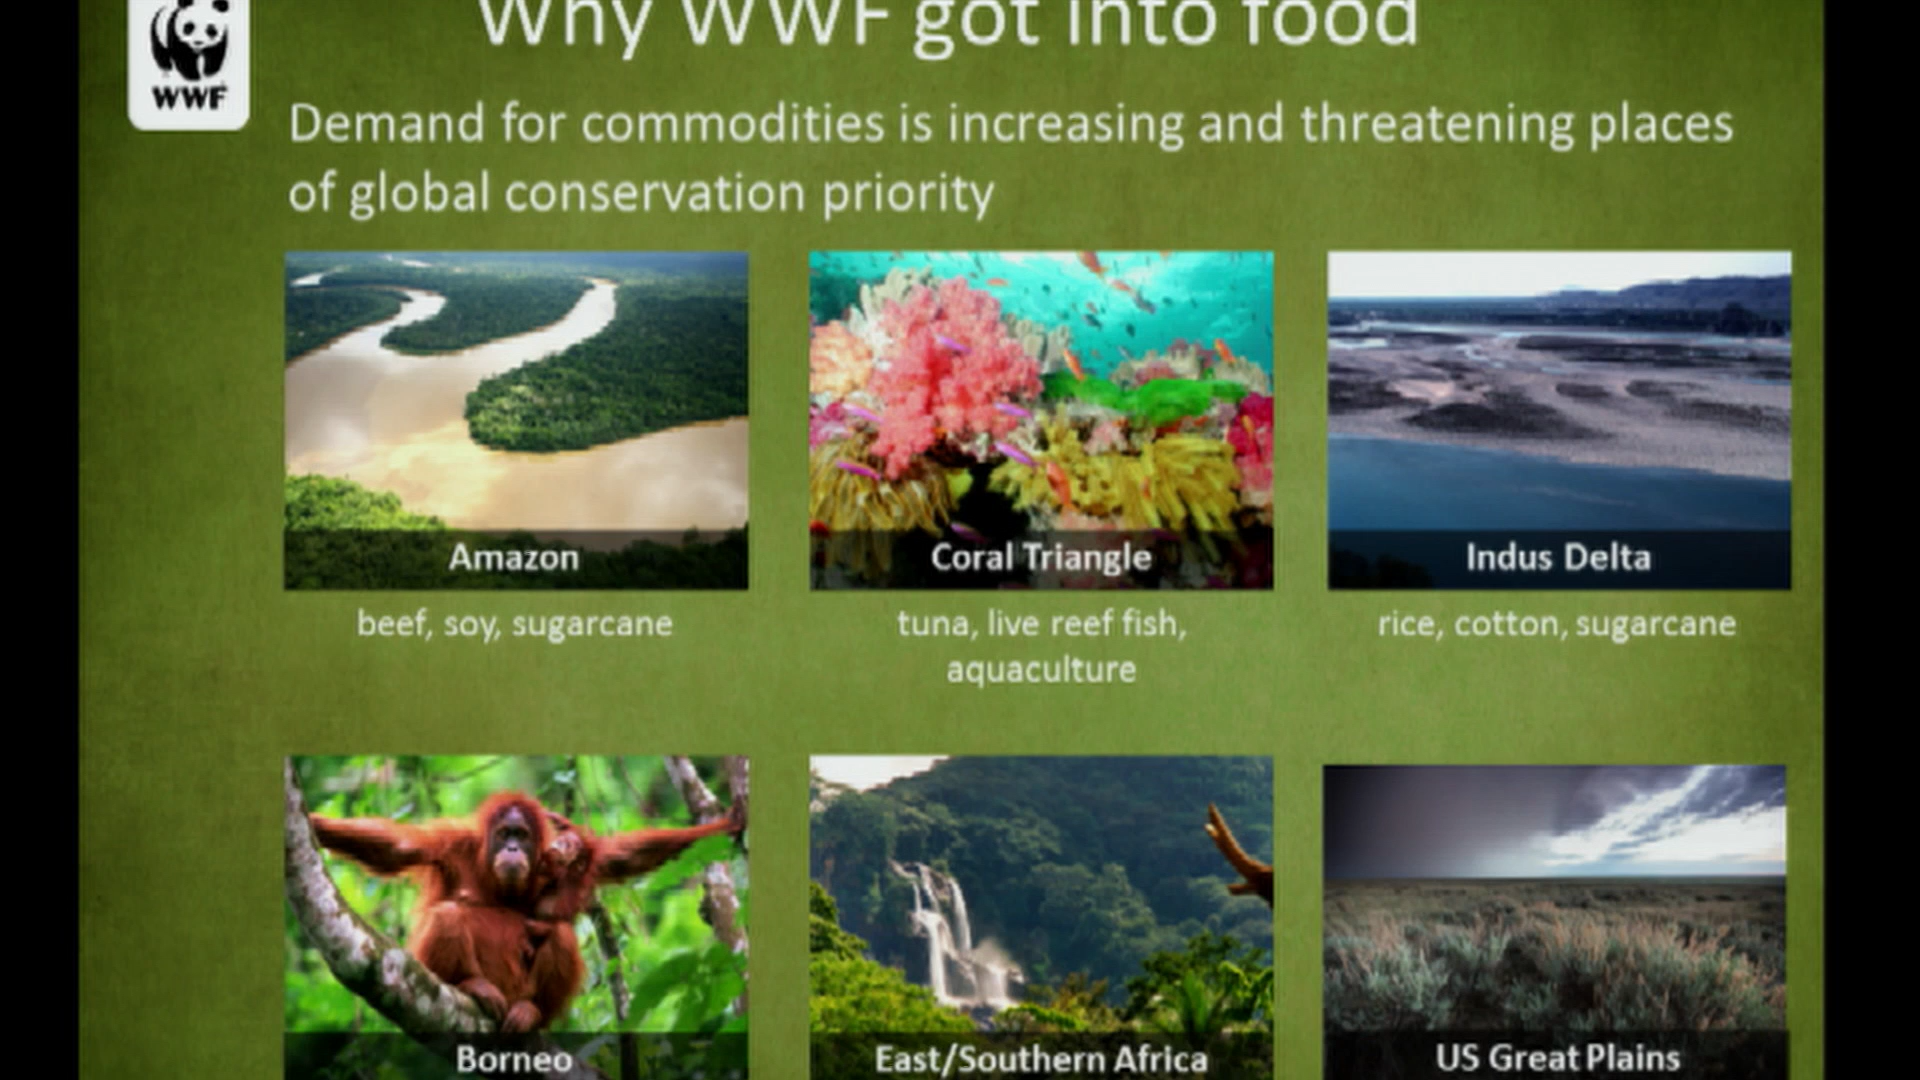 Why WWF got into food
WWF
Demand for commodities is increasing and threatening places
of global conservation priority
Amazon
Coral Triangle
Indus Delta
beef, soy, sugarcane
tuna, live reef fish,
aquaculture
rice, cotton, sugarcane
Borneo
East/Southern Africa
US Great Plains